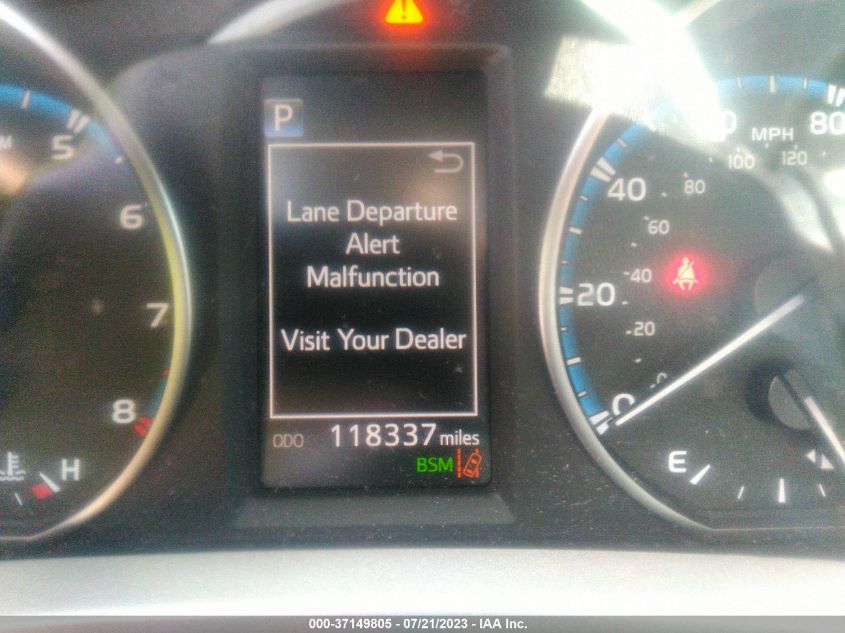 P
Lane Departure
Alert
Malfunction
Visit Your Dealer
ODO 118337 miles
BSM
5
6
7
8
H
MPH
80
100
120
40
80
60
40
20
20
0
E
000-37149805 - 07/21/2023 - IAA Inc.